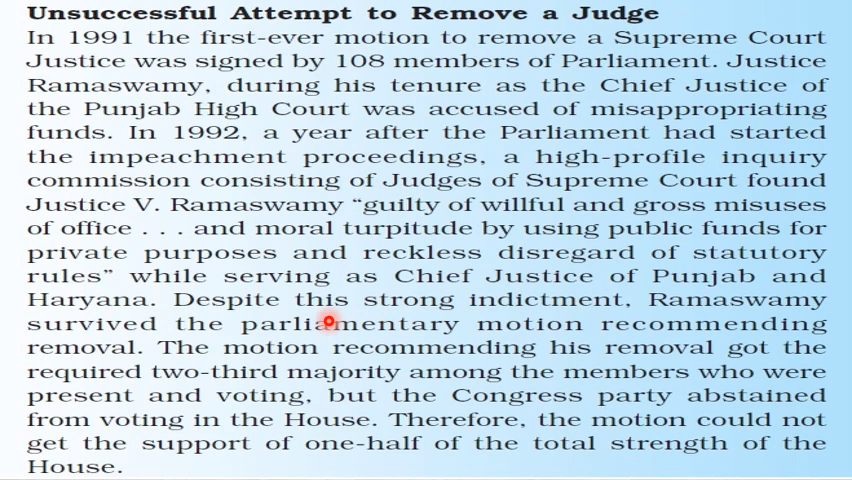 Unsuccessful Attempt to Remove a Judge
In 1991 the first-ever motion to remove a Supreme Court
Justice was signed by 108 members of Parliament. Justice
Ramaswamy, during his tenure as the Chief Justice of
the Punjab High Court was accused of misappropriating
funds. In 1992, a year after the Parliament had started
the impeachment proceedings, a high-profile inquiry
commission consisting of Judges of Supreme Court found
Justice V. Ramaswamy “guilty of willful and gross misuses
of office . . . and moral turpitude by using public funds for
private purposes and reckless disregard of statutory
rules” while serving as Chief Justice of Punjab and
Haryana. Despite this strong indictment, Ramaswamy
survived the parliamentary motion recommending
removal. The motion recommending his removal got the
required two-third majority among the members who were
present and voting, but the Congress party abstained
from voting in the House. Therefore, the motion could not
get the support of one-half of the total strength of the
House.